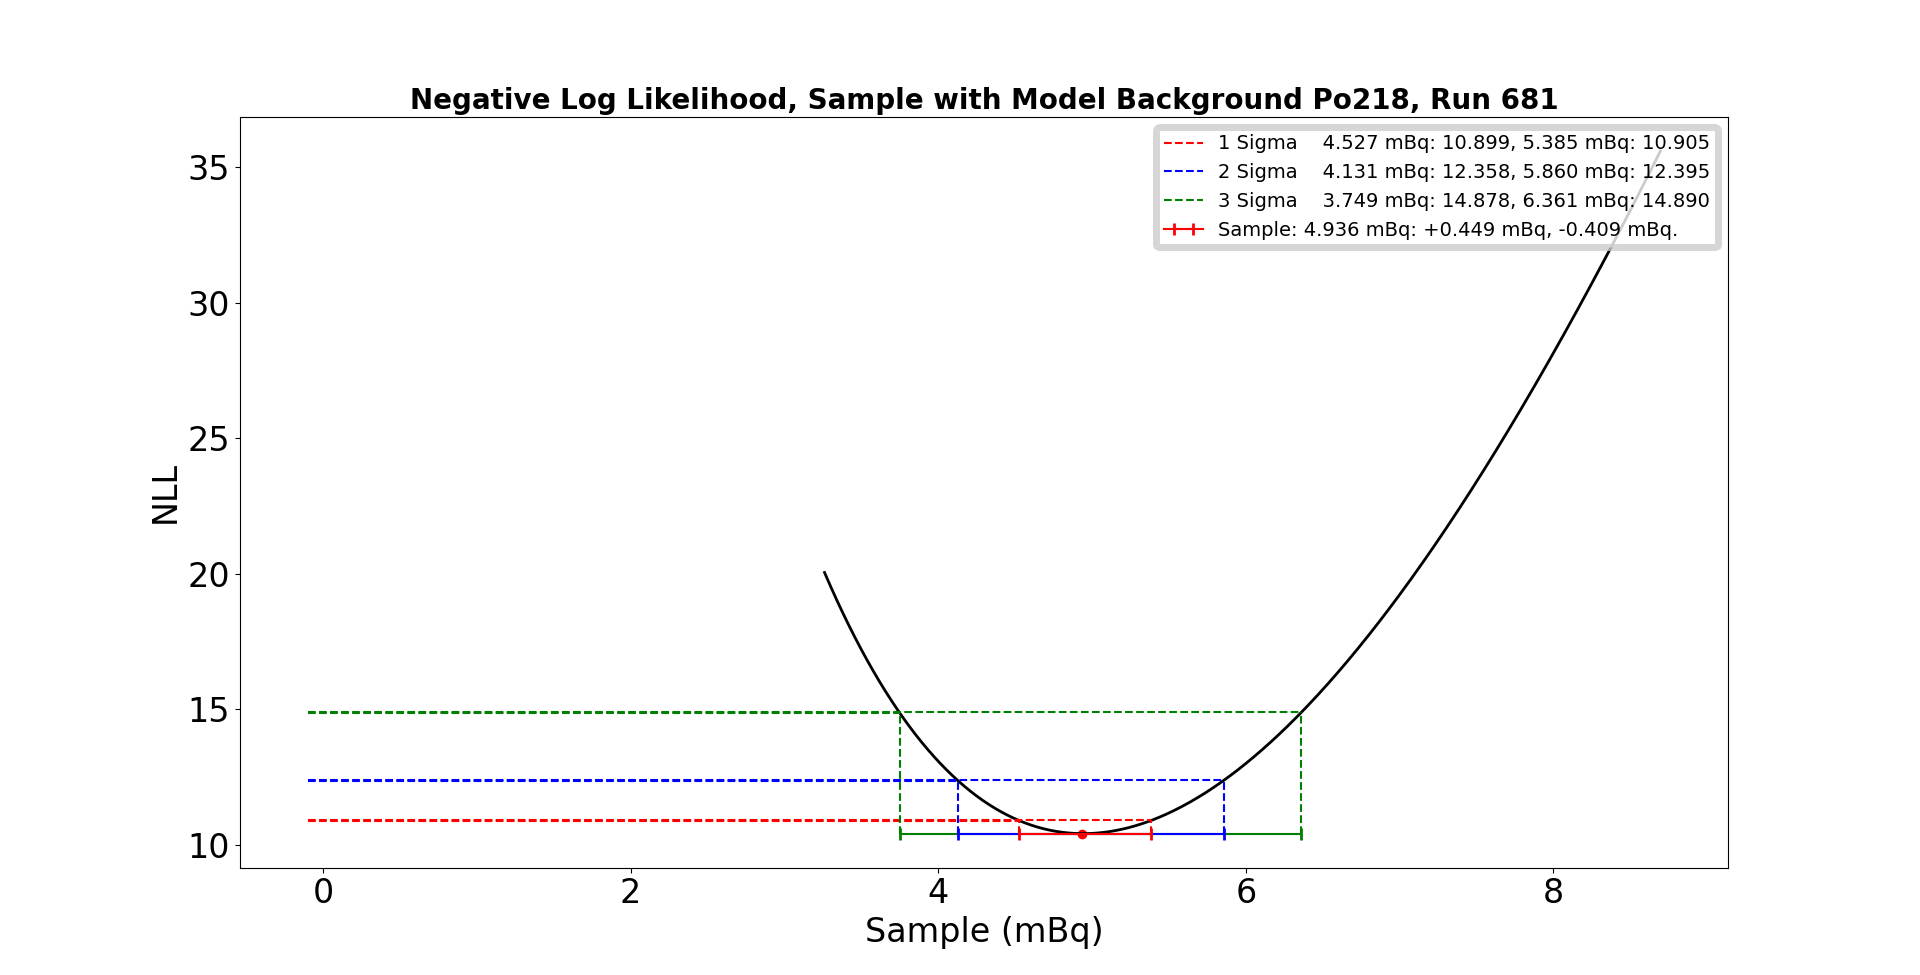 Negative Log Likelihood, Sample with Model Background Po218, Run 681
1 Sigma    4.527 mBq: 10.899, 5.385 mBq: 10.905
2 Sigma    4.131 mBq: 12.358, 5.860 mBq: 12.395
3 Sigma    3.749 mBq: 14.878, 6.361 mBq: 14.890
Sample: 4.936 mBq: +0.449 mBq, -0.409 mBq.
NLL
35
30
25
20
15
10
0 2 4 6 8
Sample (mBq)